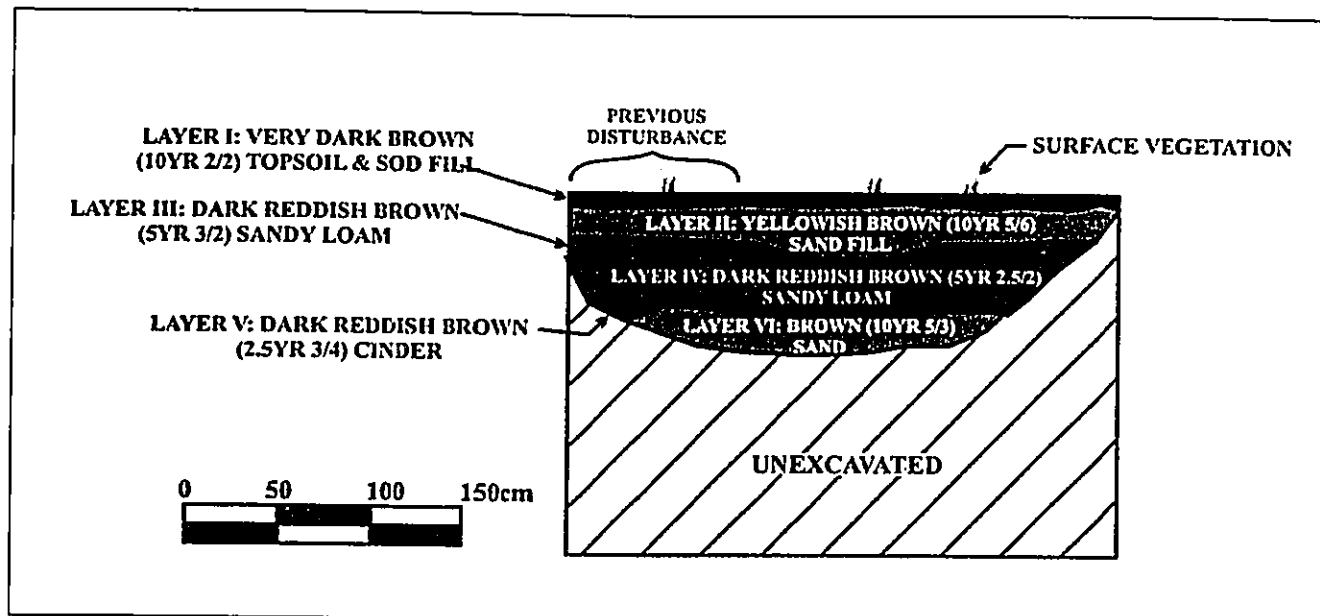 PREVIOUS
DISTURBANCE
LAYER I: VERY DARK BROWN
(10YR 2/2) TOPSOIL & SOD FILL
SURFACE VEGETATION
LAYER III: DARK REDDISH BROWN
(5YR 3/2) SANDY LOAM
LAYER II: YELLOWISH BROWN (10YR 5/6)
SAND FILL
LAYER IV: DARK REDDISH BROWN (5YR 2.5/2)
SANDY LOAM
LAYER V: DARK REDDISH BROWN
(2.5YR 3/4) CINDER
LAYER VI: BROWN (10YR 5/3)
SAND
UNEXCAVATED
0 50 100 150cm